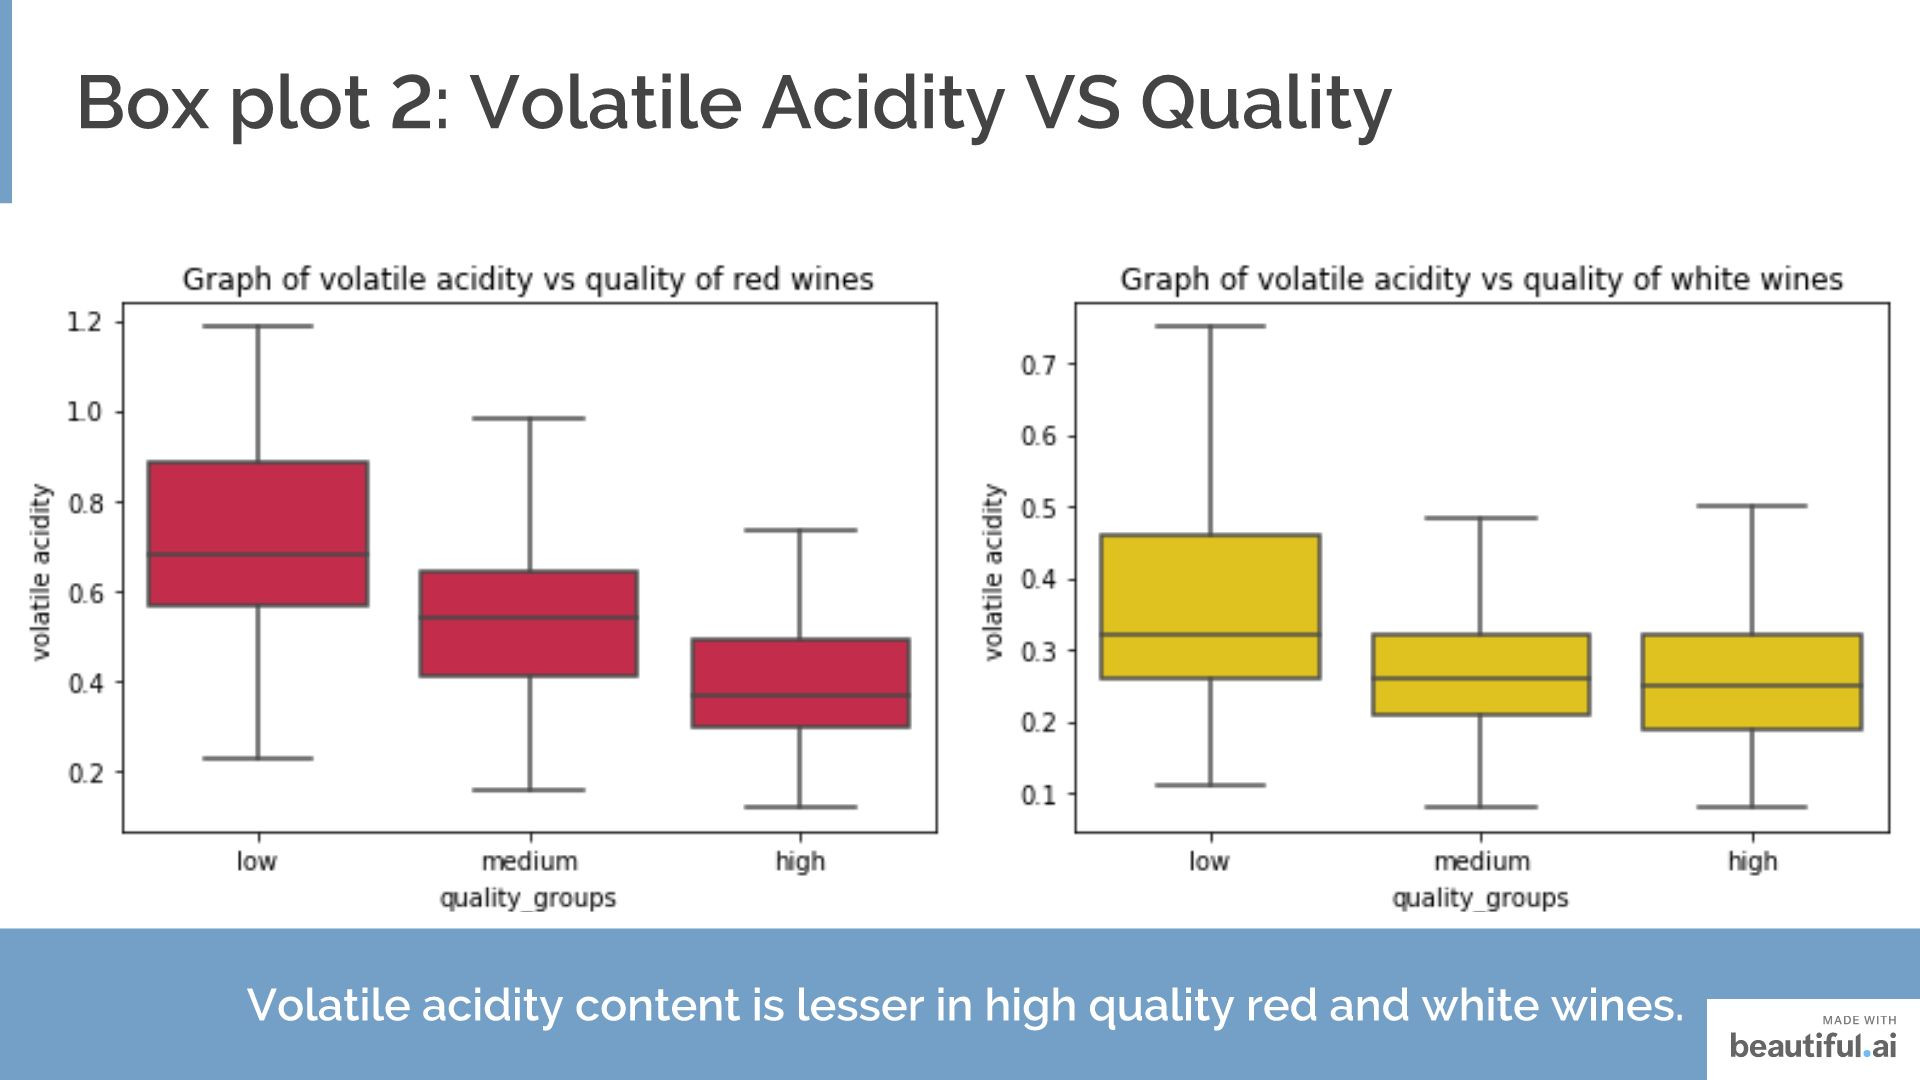 Box plot 2: Volatile Acidity VS Quality
Graph of volatile acidity vs quality of red wines
1.2
1.0
0.8
0.6
0.4
0.2
volatile acidity
low medium high
quality_groups
Graph of volatile acidity vs quality of white wines
0.7
0.6
0.5
0.4
0.3
0.2
0.1
volatile acidity
low medium high
quality_groups
Volatile acidity content is lesser in high quality red and white wines.
MADE WITH
beautiful.ai